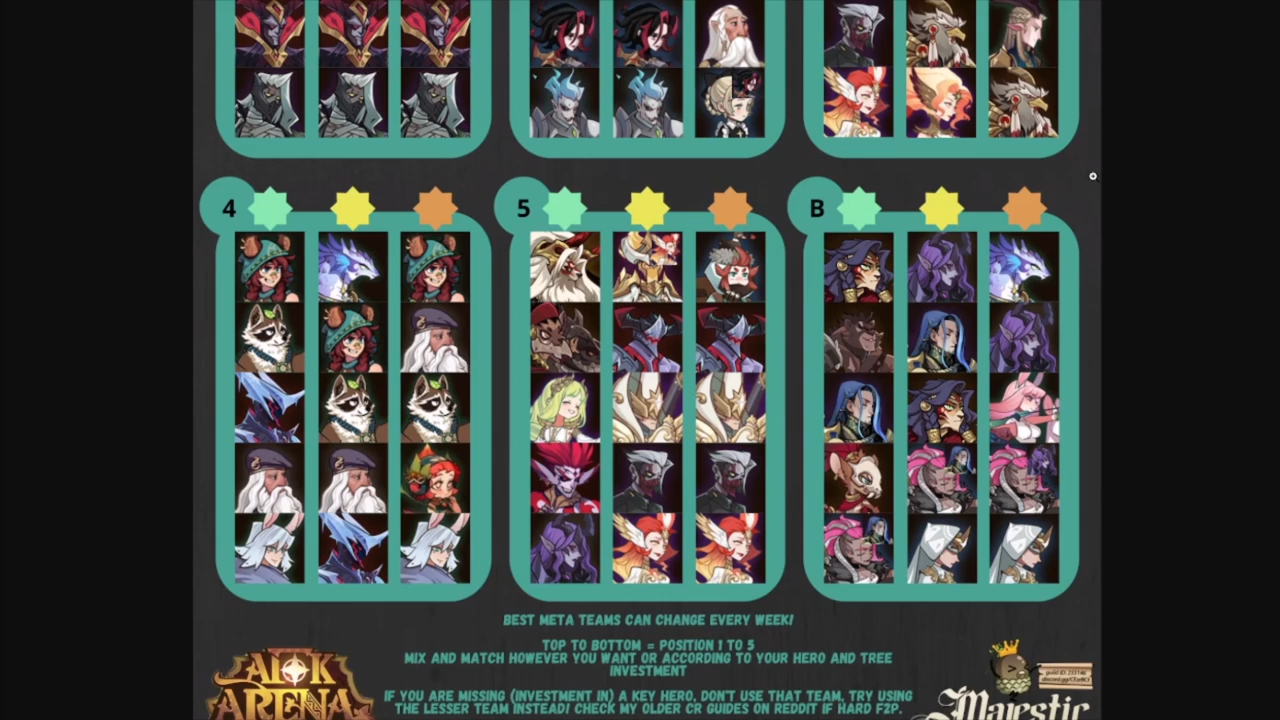 4
5
B
BEST META TEAMS CAN CHANGE EVERY WEEK!
TOP TO BOTTOM = POSITION 1 TO 5
MIX AND MATCH HOWEVER YOU WANT OR ACCORDING TO YOUR HERO AND TREE
INVESTMENT
IF YOU ARE MISSING (INVESTMENT IN) A KEY HERO, DON'T USE THAT TEAM, TRY USING
THE LESSER TEAM INSTEAD! CHECK MY OLDER CR GUIDES ON REDDIT IF HARD F2P.
AFK
ARENA
Majestic